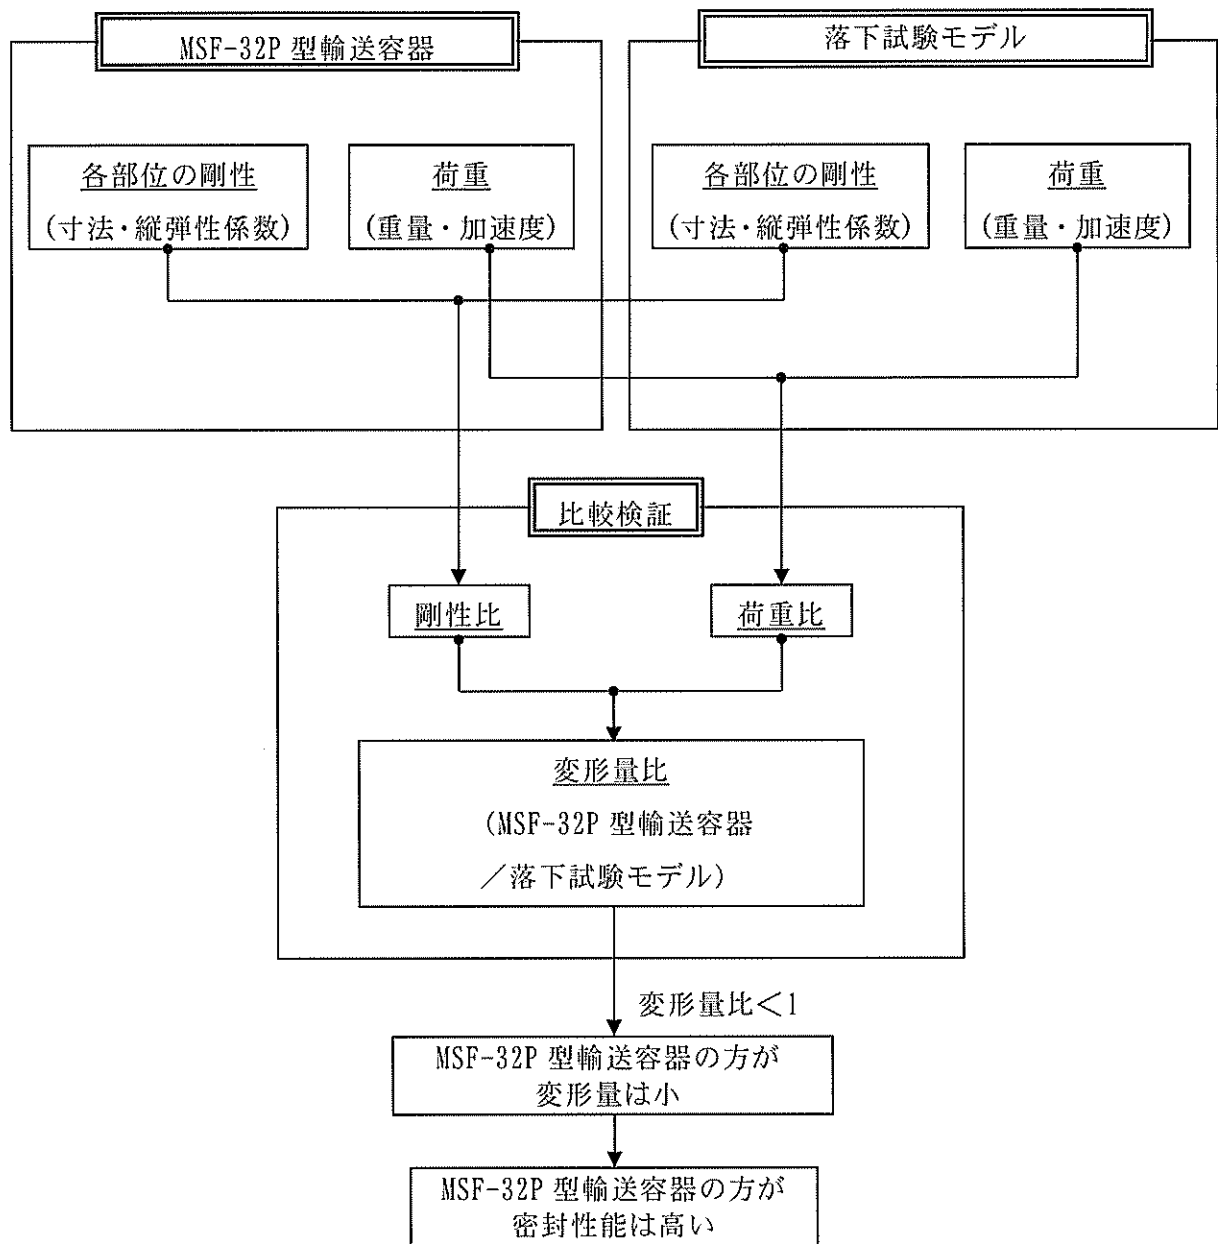 MSF-32P 型輸送容器
落下試験モデル
各部位の剛性
(寸法・縦弾性係数)
荷重
(重量・加速度)
各部位の剛性
(寸法・縦弾性係数)
荷重
(重量・加速度)
比較検証
剛性比
荷重比
変形量比
(MSF-32P 型輸送容器
／落下試験モデル)
変形量比＜1
MSF-32P 型輸送容器の方が
変形量は小
MSF-32P 型輸送容器の方が
密封性能は高い